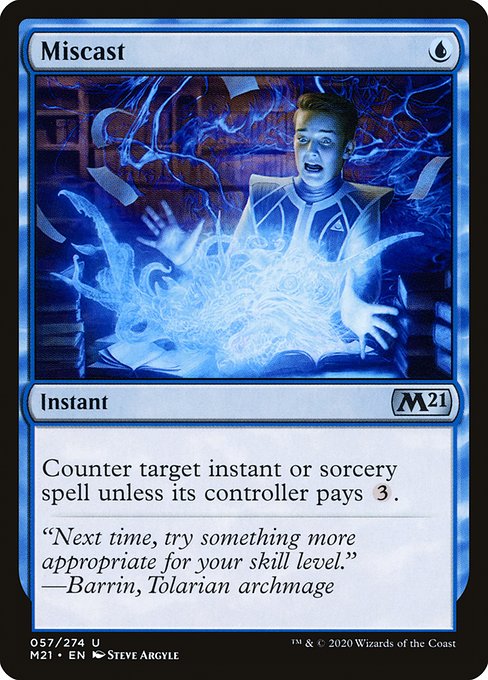 Miscast
Instant
M21
Counter target instant or sorcery
spell unless its controller pays 3.
“Next time, try something more
appropriate for your skill level.”
—Barrin, Tolarian archmage
057/274 U
M21 • EN Steve Argyle
™ & © 2020 Wizards of the Coast